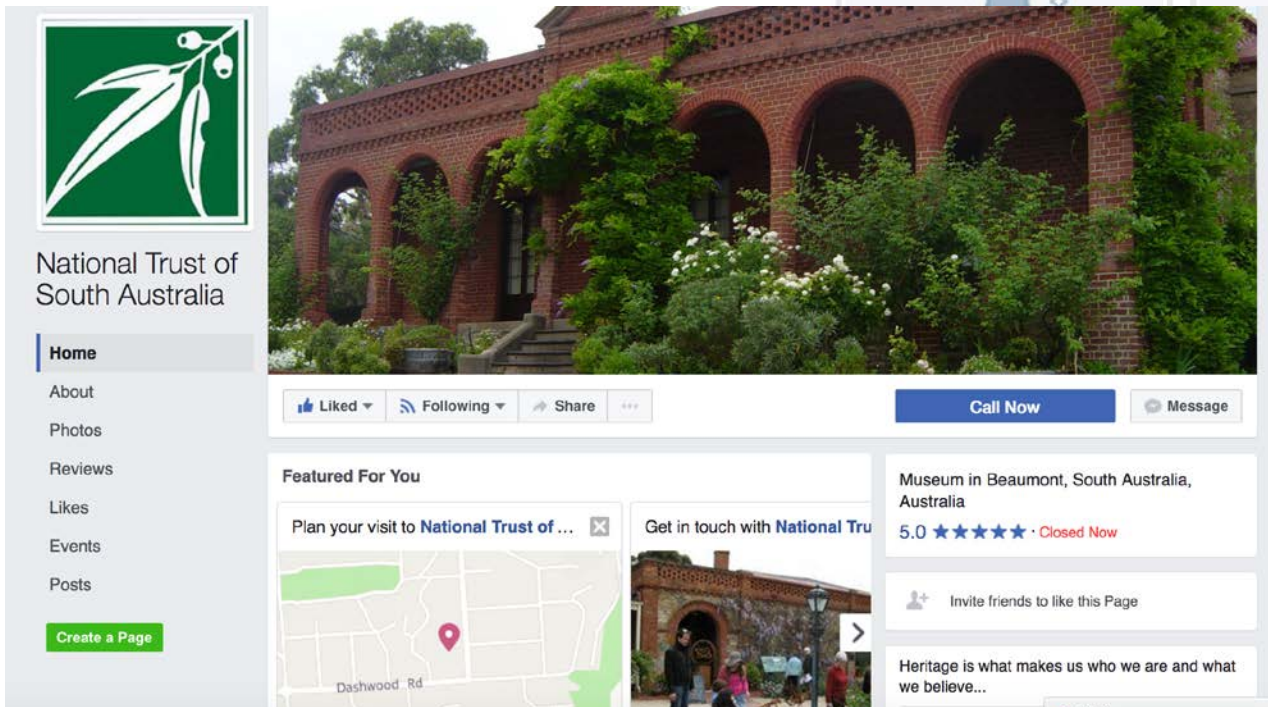 National Trust of
South Australia
Home
About
Photos
Reviews
Likes
Events
Posts
Create a Page
Liked
Following
Share
Call Now
Message
Featured For You
Plan your visit to National Trust of ...
Dashwood Rd
Get in touch with National Tru
Museum in Beaumont, South Australia,
Australia
5.0 ★★★★★ · Closed Now
Invite friends to like this Page
Heritage is what makes us who we are and what
we believe...